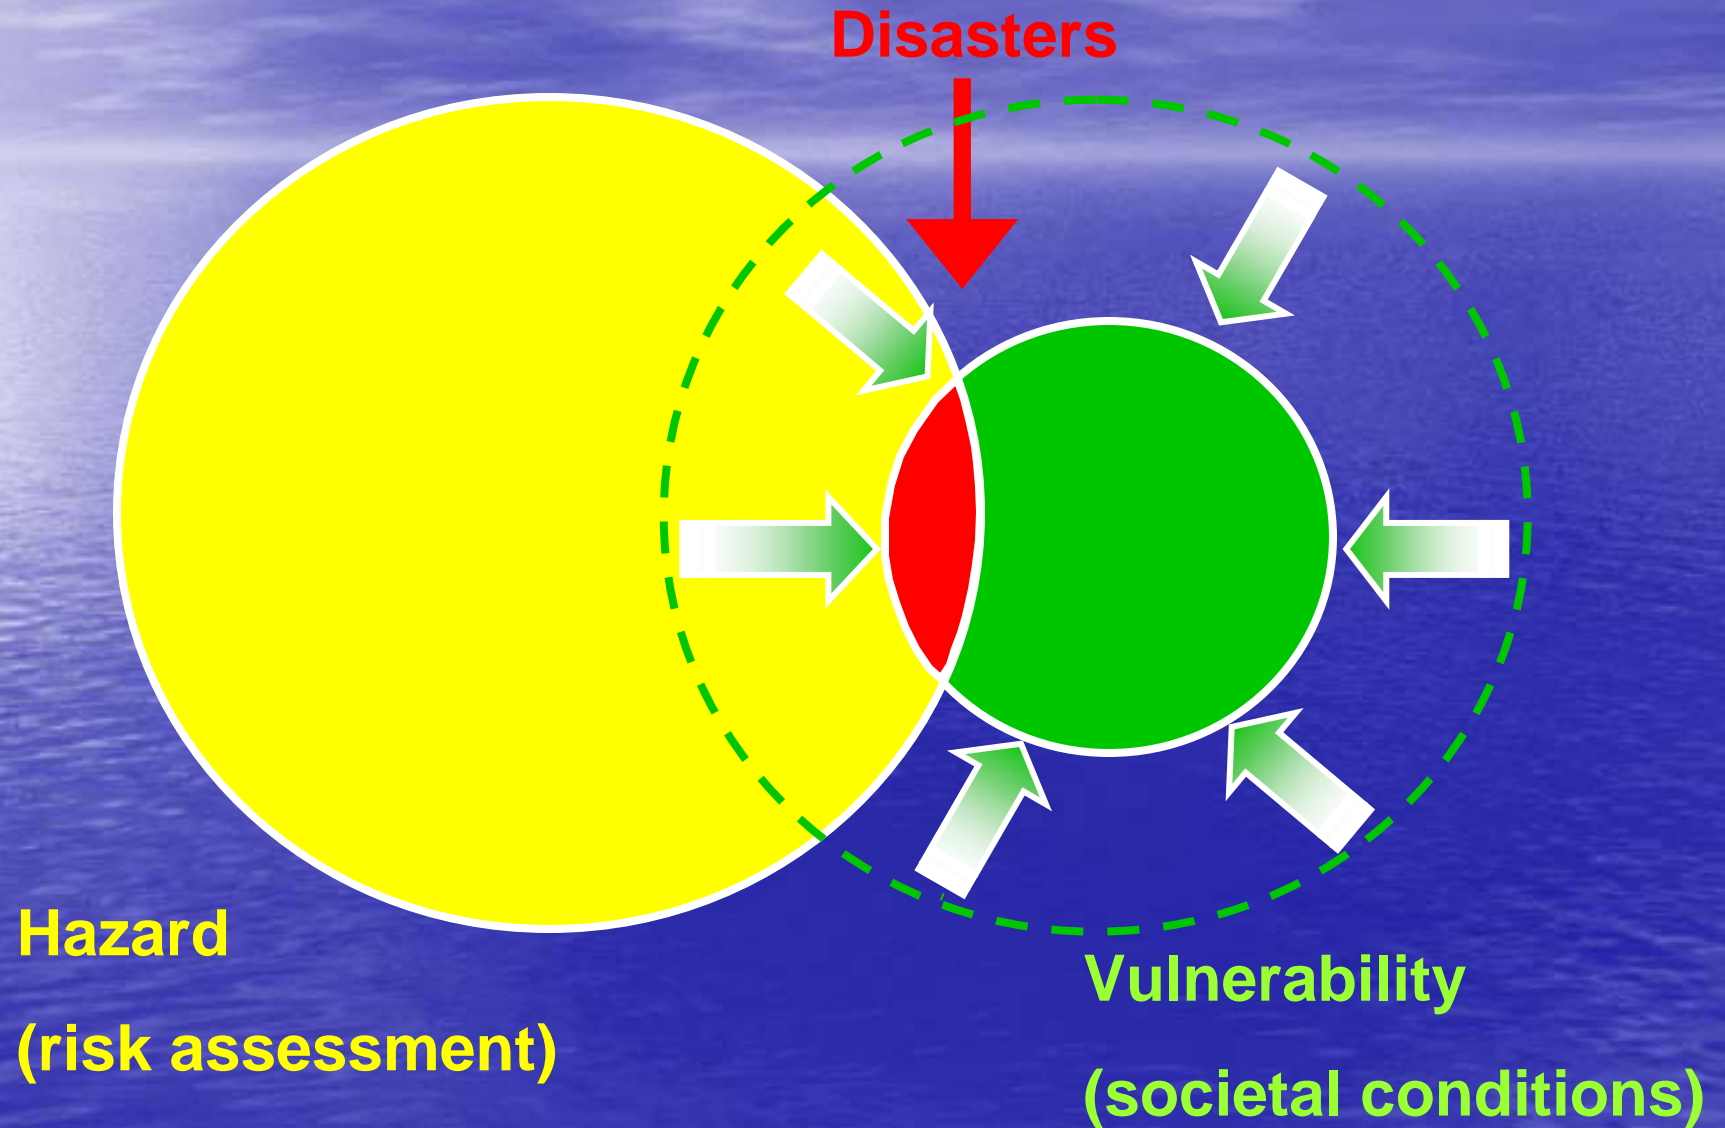 Disasters
Hazard
(risk assessment)
Vulnerability
(societal conditions)